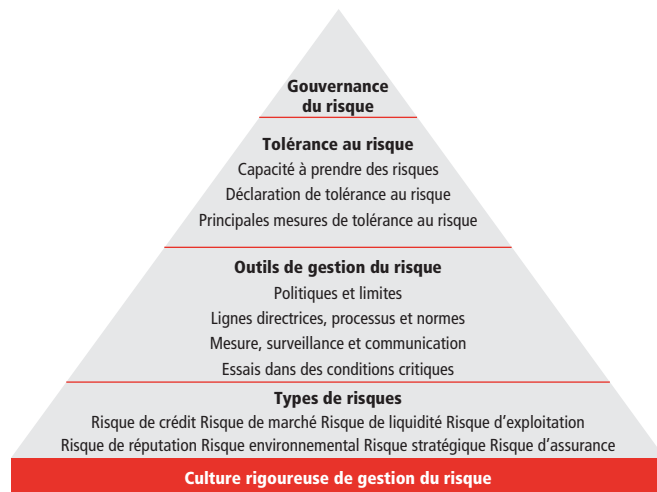 Gouvernance
du risque
Tolérance au risque
Capacité à prendre des risques
Déclaration de tolérance au risque
Principales mesures de tolérance au risque
Outils de gestion du risque
Politiques et limites
Lignes directrices, processus et normes
Mesure, surveillance et communication
Essais dans des conditions critiques
Types de risques
Risque de crédit Risque de marché Risque de liquidité Risque d'exploitation
Risque de réputation Risque environnemental Risque stratégique Risque d'assurance
Culture rigoureuse de gestion du risque